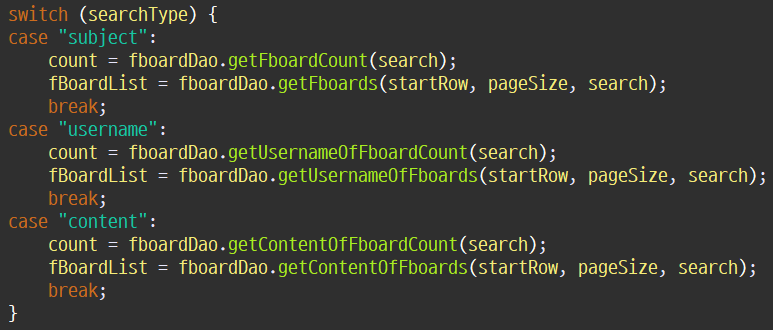 switch (searchType) {
case "subject":
    count = fboardDao.getFboardCount(search);
    fBoardList = fboardDao.getFboards(startRow, pageSize, search);
    break;
case "username":
    count = fboardDao.getUsernameOfFboardCount(search);
    fBoardList = fboardDao.getUsernameOfFboards(startRow, pageSize, search);
    break;
case "content":
    count = fboardDao.getContentOfFboardCount(search);
    fBoardList = fboardDao.getContentOfFboards(startRow, pageSize, search);
    break;
}